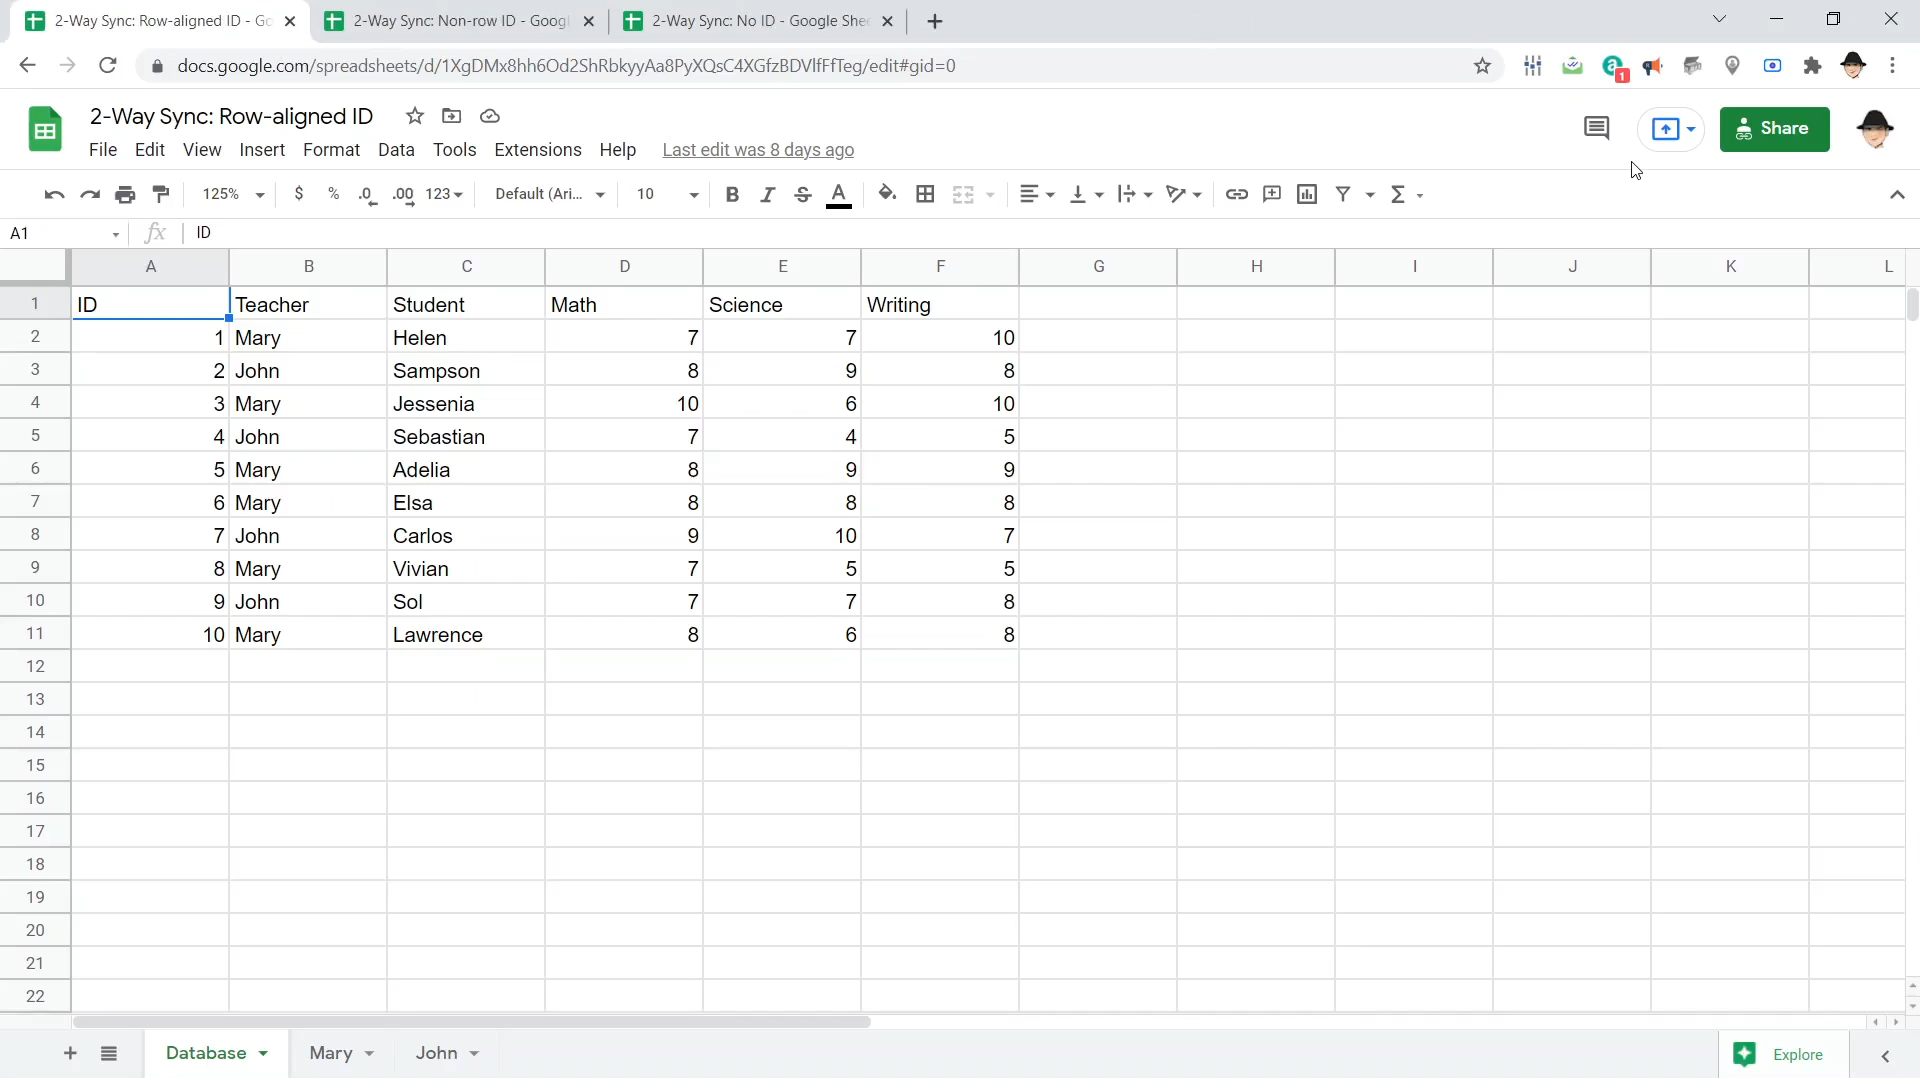 2-Way Sync: Row-aligned ID - Go
2-Way Sync: Non-row ID - Googl
2-Way Sync: No ID - Google Shee
docs.google.com/spreadsheets/d/1XgDMx8hh6Od2ShRbkyyAa8PyXQsC4XGfzBDVlfFfTeg/edit#gid=0
1
2-Way Sync: Row-aligned ID
File Edit View Insert Format Data Tools Extensions Help Last edit was 8 days ago
Share
125% $ % .0 .00 123 Default (Ari... 10 B I S A Σ
A1 fx ID
A B C D E F G H I J K L
1 ID Teacher Student Math Science Writing
2 1 Mary Helen 7 7 10
3 2 John Sampson 8 9 8
4 3 Mary Jessenia 10 6 10
5 4 John Sebastian 7 4 5
6 5 Mary Adelia 8 9 9
7 6 Mary Elsa 8 8 8
8 7 John Carlos 9 10 7
9 8 Mary Vivian 7 5 5
10 9 John Sol 7 7 8
11 10 Mary Lawrence 8 6 8
12
13
14
15
16
17
18
19
20
21
22
Database Mary John Explore